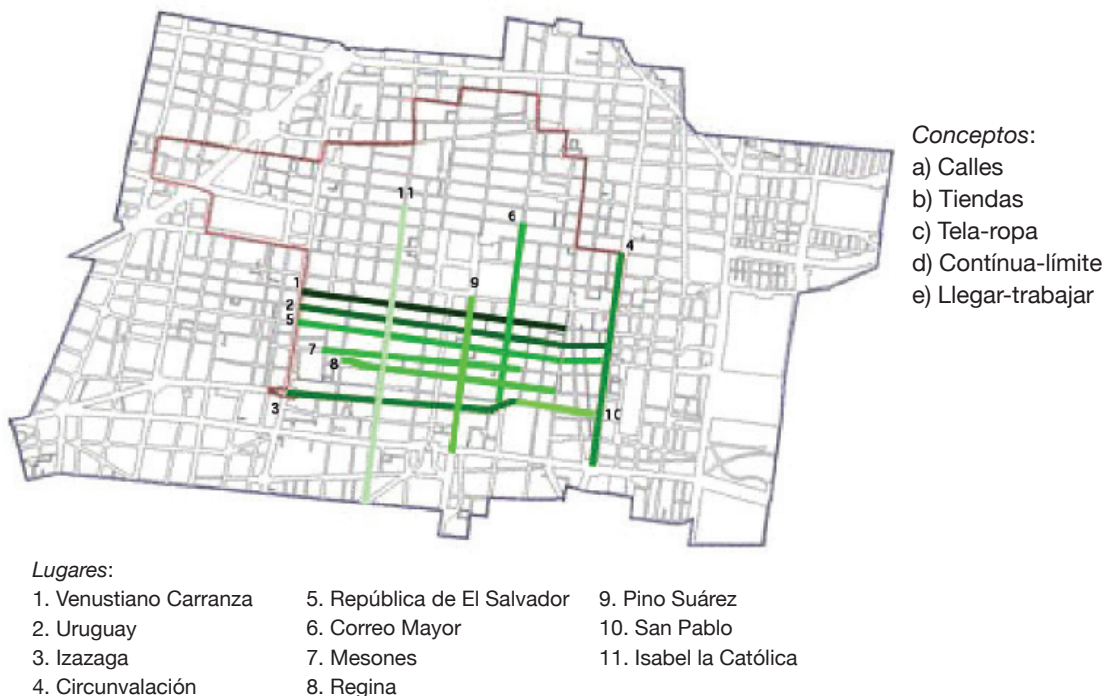 11
6
4
9
1
2
5
7
8
3
10
Conceptos:
a) Calles
b) Tiendas
c) Tela-ropa
d) Contínua-límite
e) Llegar-trabajar
Lugares:
1. Venustiano Carranza
2. Uruguay
3. Izazaga
4. Circunvalación
5. República de El Salvador
6. Correo Mayor
7. Mesones
8. Regina
9. Pino Suárez
10. San Pablo
11. Isabel la Católica